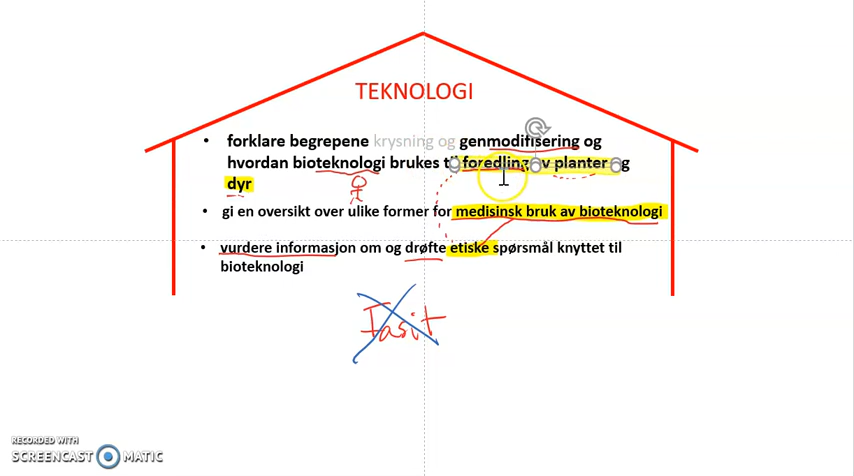 TEKNOLOGI
• forklare begrepene krysning og genmodifisering og
hvordan bioteknologi brukes til foredling av planter og
dyr
• gi en oversikt over ulike former for medisinsk bruk av bioteknologi
• vurdere informasjon om og drøfte etiske spørsmål knyttet til
bioteknologi
Fasit
RECORDED WITH
SCREENCAST MATIC